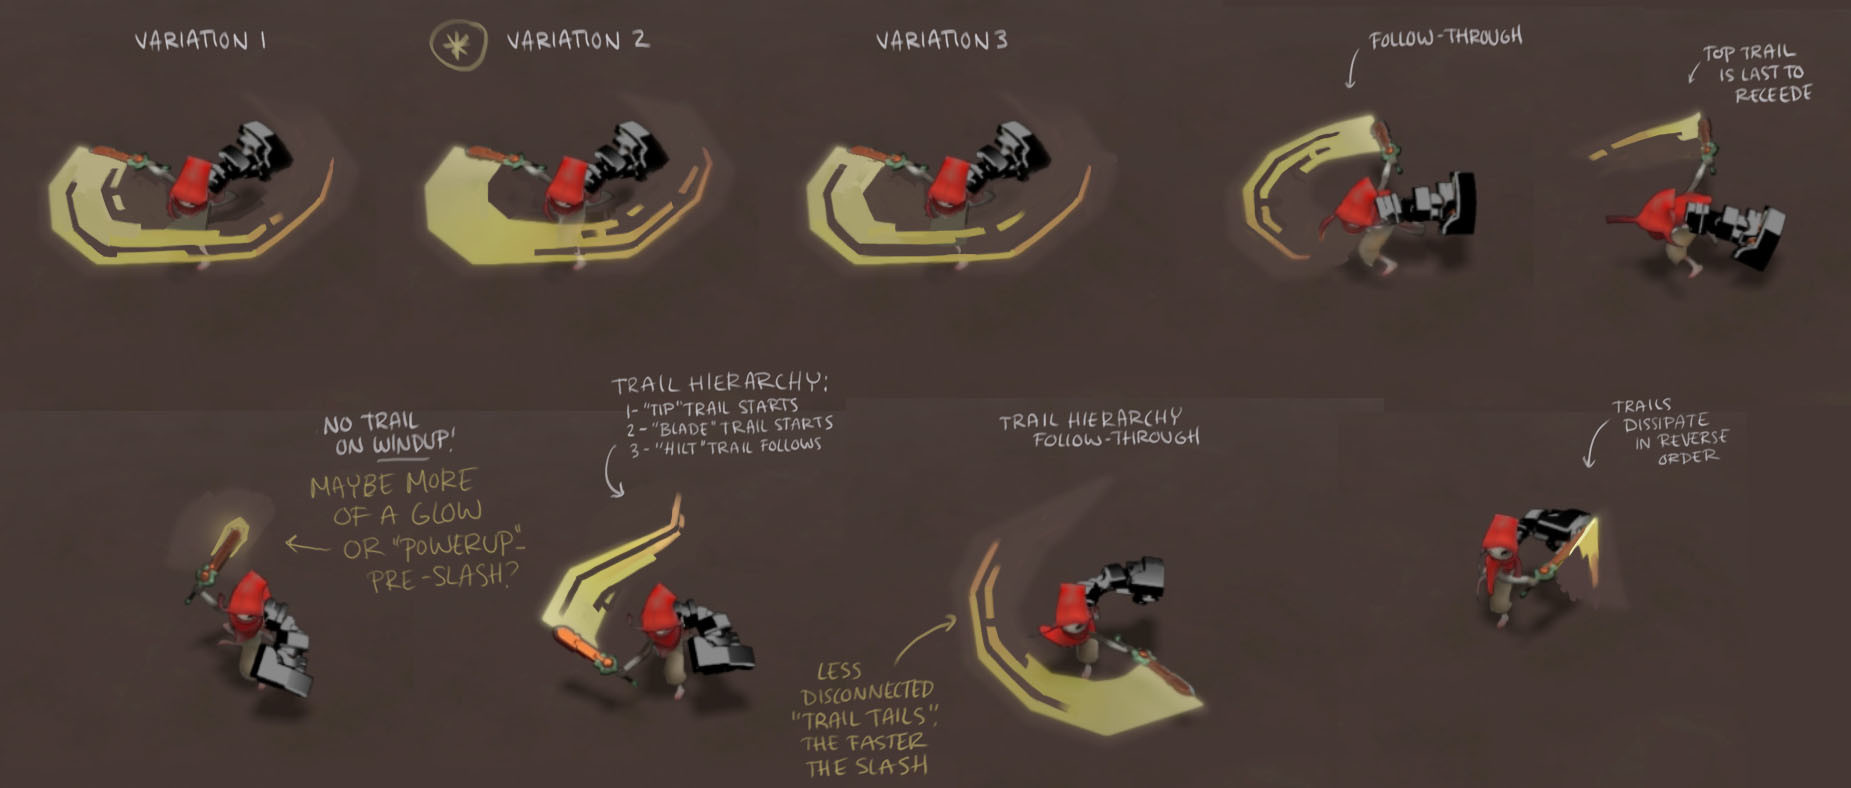 VARIATION 1
VARIATION 2
VARIATION 3
FOLLOW-THROUGH
TOP TRAIL
IS LAST TO
RECEEDE
NO TRAIL
ON WINDUP!
MAYBE MORE
OF A GLOW
OR "POWERUP"-
PRE-SLASH?
TRAIL HIERARCHY:
1- "TIP" TRAIL STARTS
2- "BLADE" TRAIL STARTS
3- "HILT" TRAIL FOLLOWS
TRAIL HIERARCHY
FOLLOW-THROUGH
LESS
DISCONNECTED
"TRAIL TAILS",
THE FASTER
THE SLASH
TRAILS
DISSIPATE
IN REVERSE
ORDER